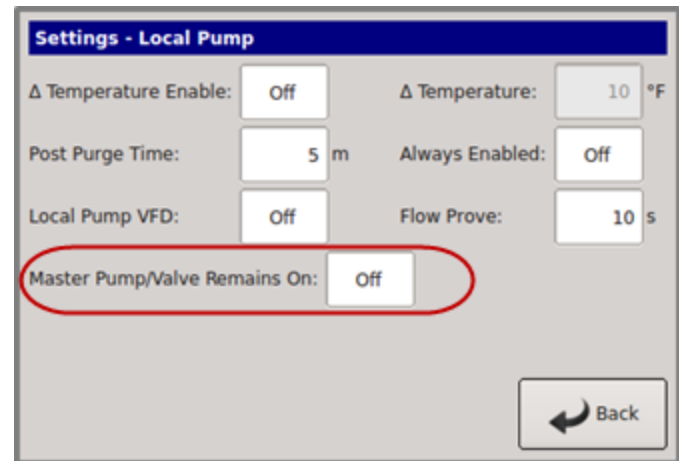 Settings - Local Pump
Δ Temperature Enable: Off Δ Temperature: 10 °F
Post Purge Time: 5 m Always Enabled: Off
Local Pump VFD: Off Flow Prove: 10 s
Master Pump/Valve Remains On: Off
Back